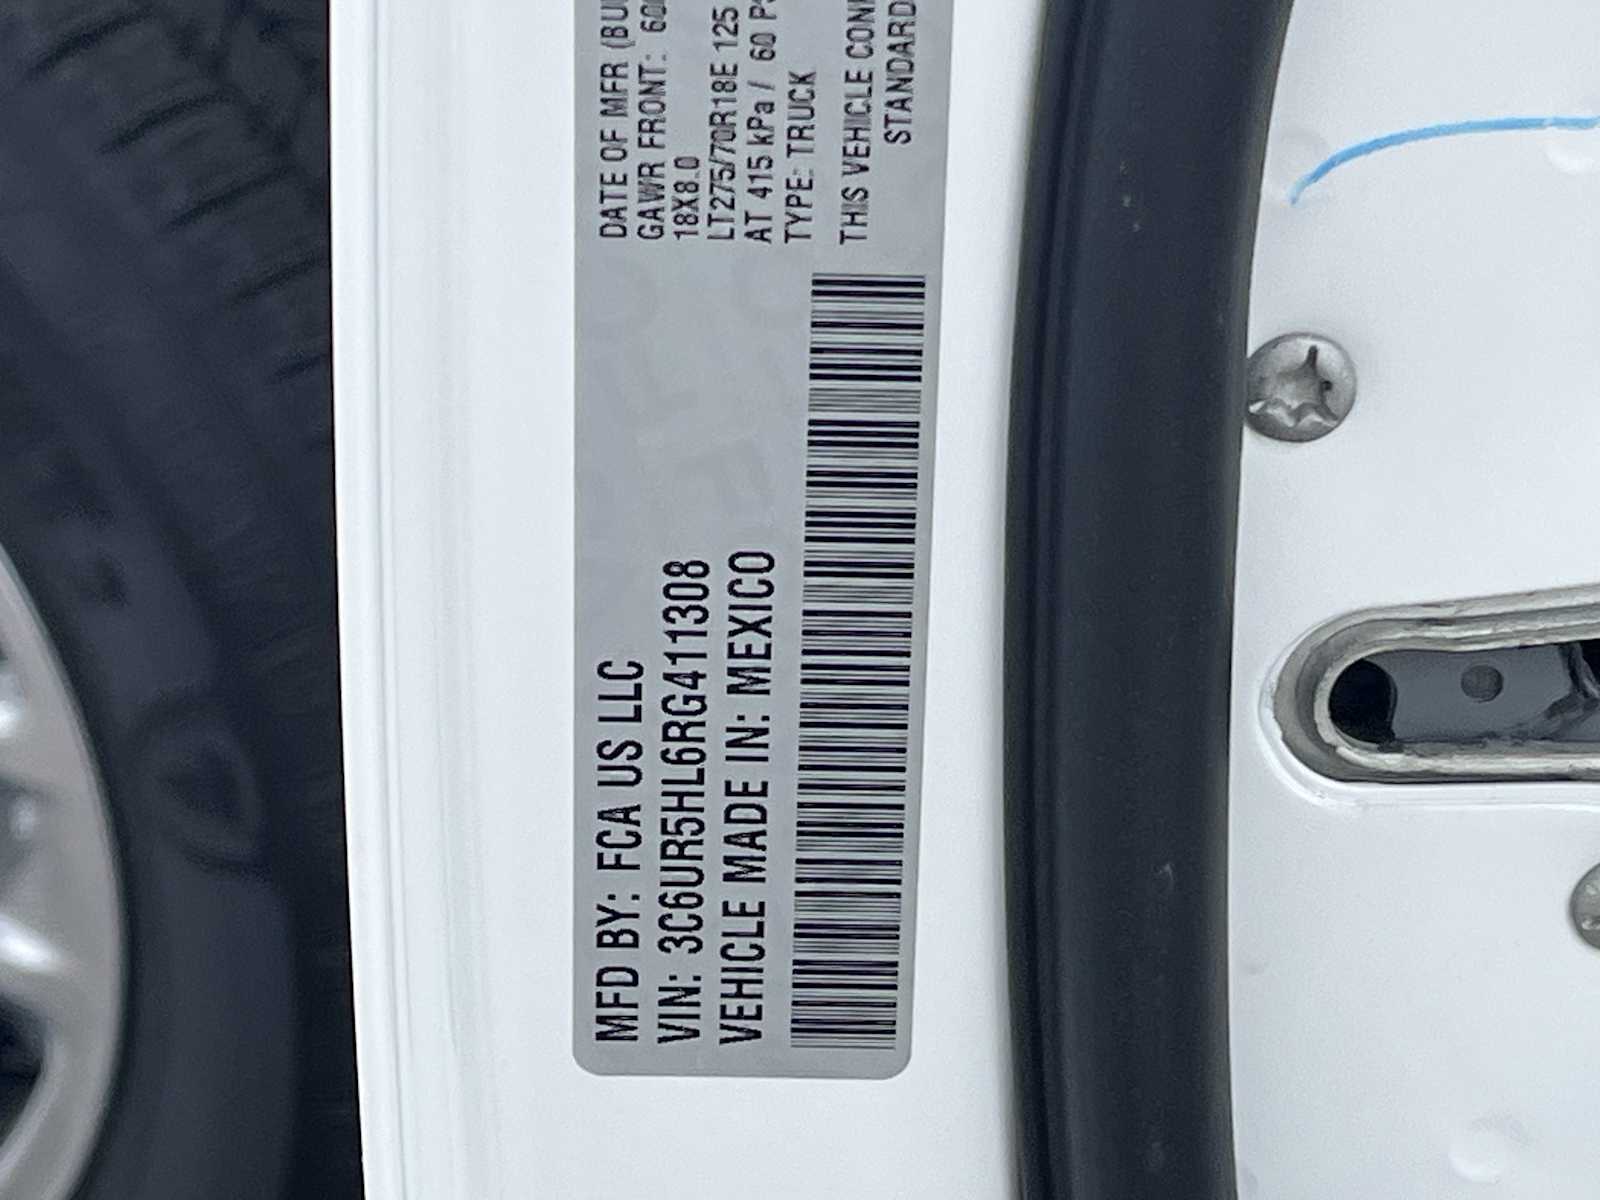 MFD BY: FCA US LLC
VIN: 3C6UR5HL6RG411308
VEHICLE MADE IN: MEXICO
DATE OF MFR
GAWR FRONT:
18X8.0
LT275/70R18E 125
AT 415 kPa / 60
TYPE: TRUCK
THIS VEHICLE
STANDARD